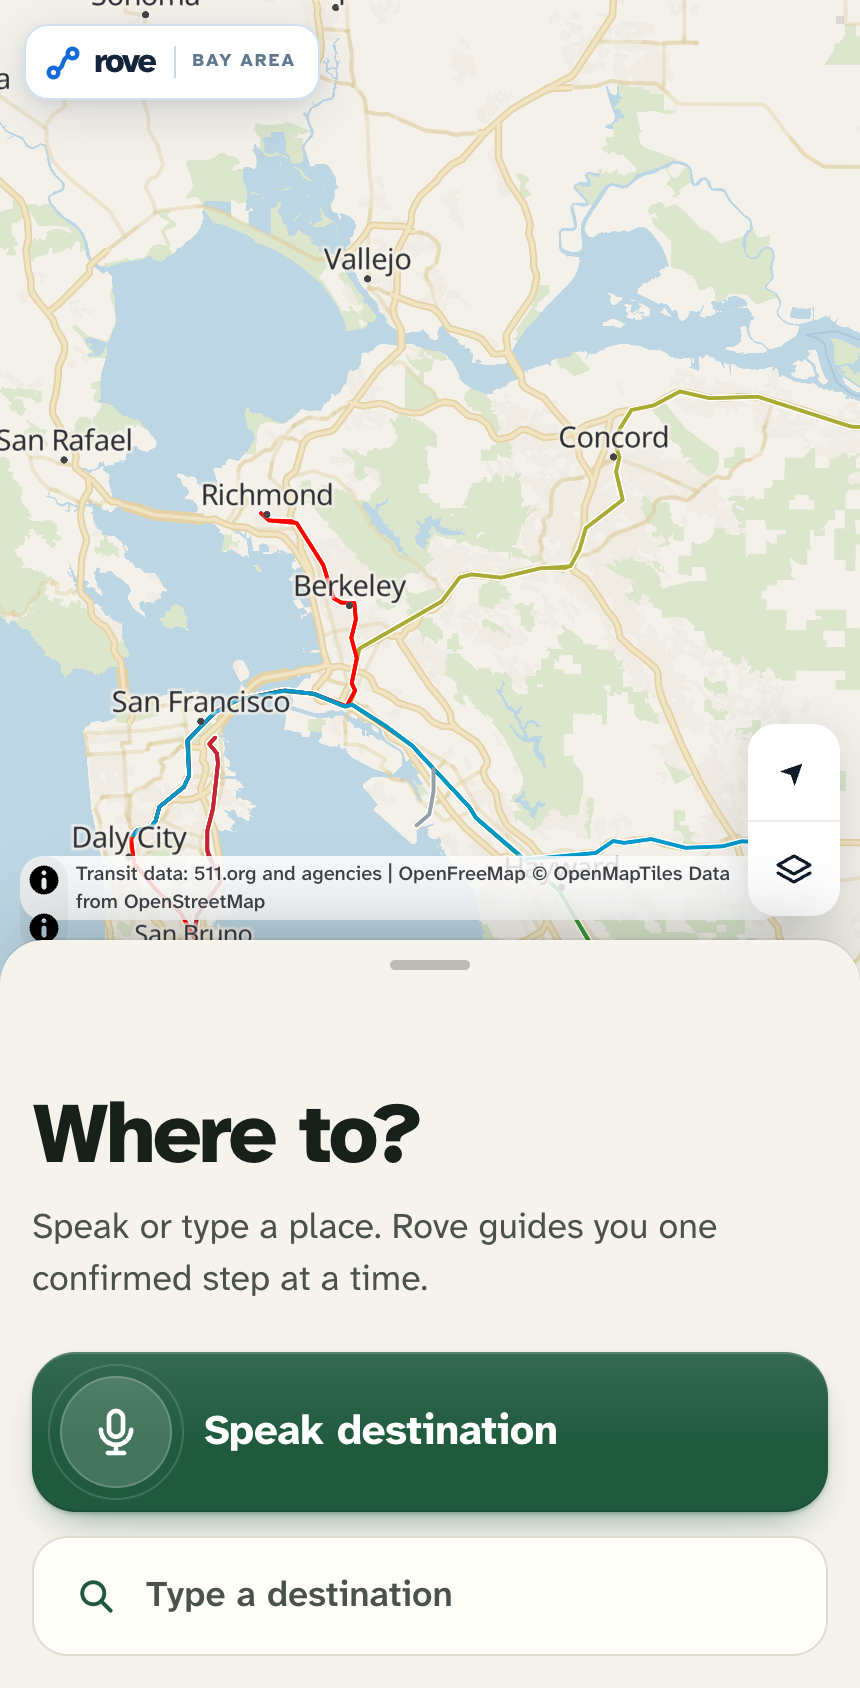 rove BAY AREA
Vallejo
Concord
San Rafael
Richmond
Berkeley
San Francisco
Daly City
Hayward
Transit data: 511.org and agencies | OpenFreeMap © OpenMapTiles Data
from OpenStreetMap
San Bruno
Where to?
Speak or type a place. Rove guides you one
confirmed step at a time.
Speak destination
Type a destination